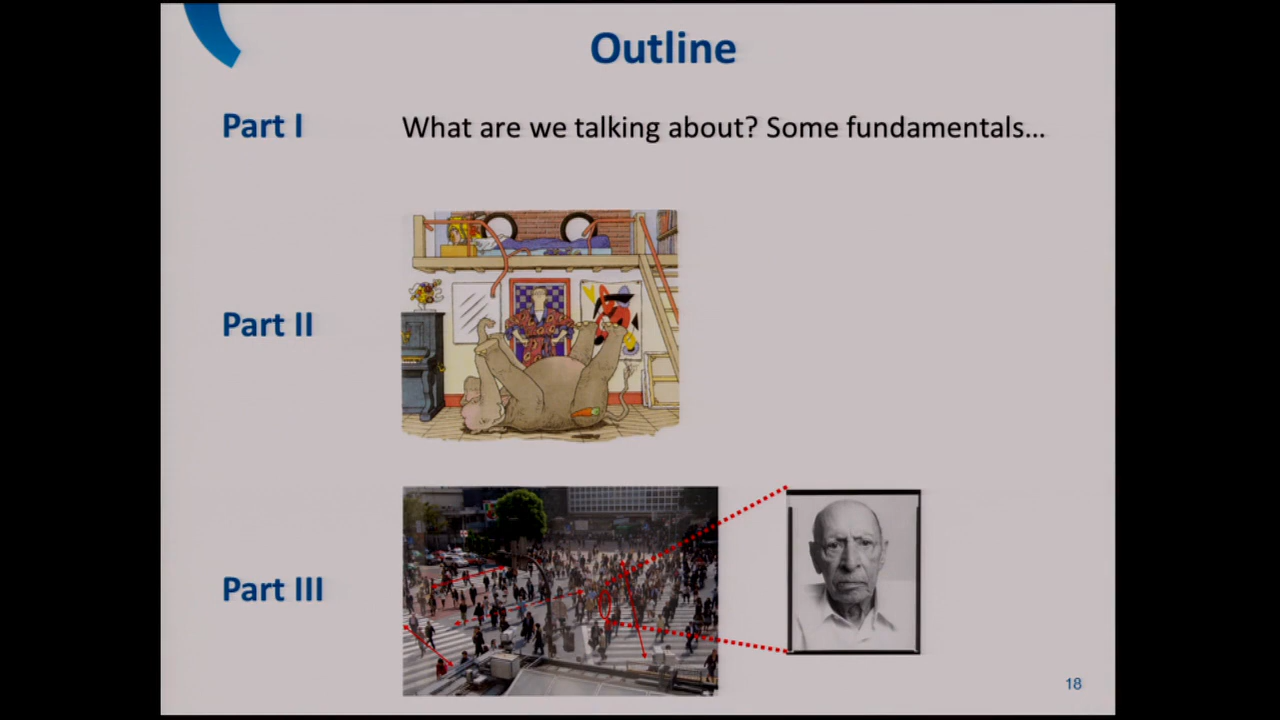 Outline
Part I
What are we talking about? Some fundamentals...
Part II
Part III
18